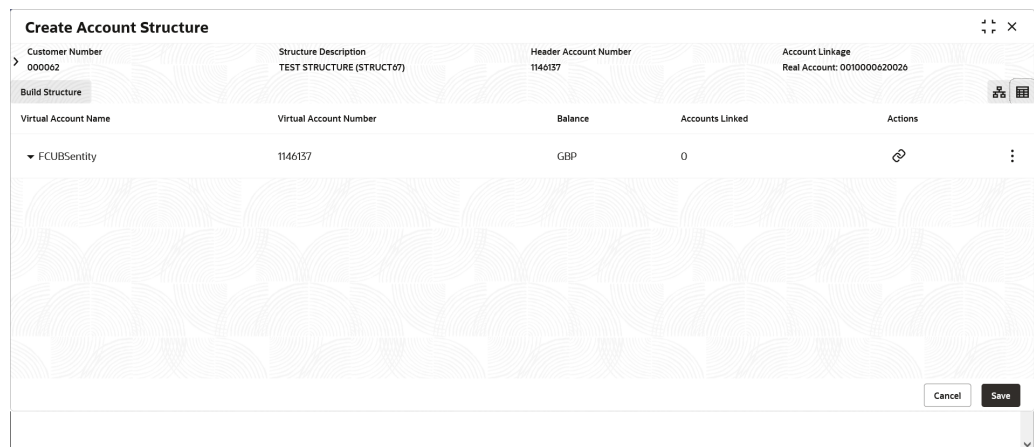 Create Account Structure
Customer Number Structure Description Header Account Number Account Linkage
000062 TEST STRUCTURE (STRUCT67) 1146137 Real Account: 0010000620026
Build Structure
Virtual Account Name Virtual Account Number Balance Accounts Linked Actions
FCUBSentity 1146137 GBP 0
Cancel Save